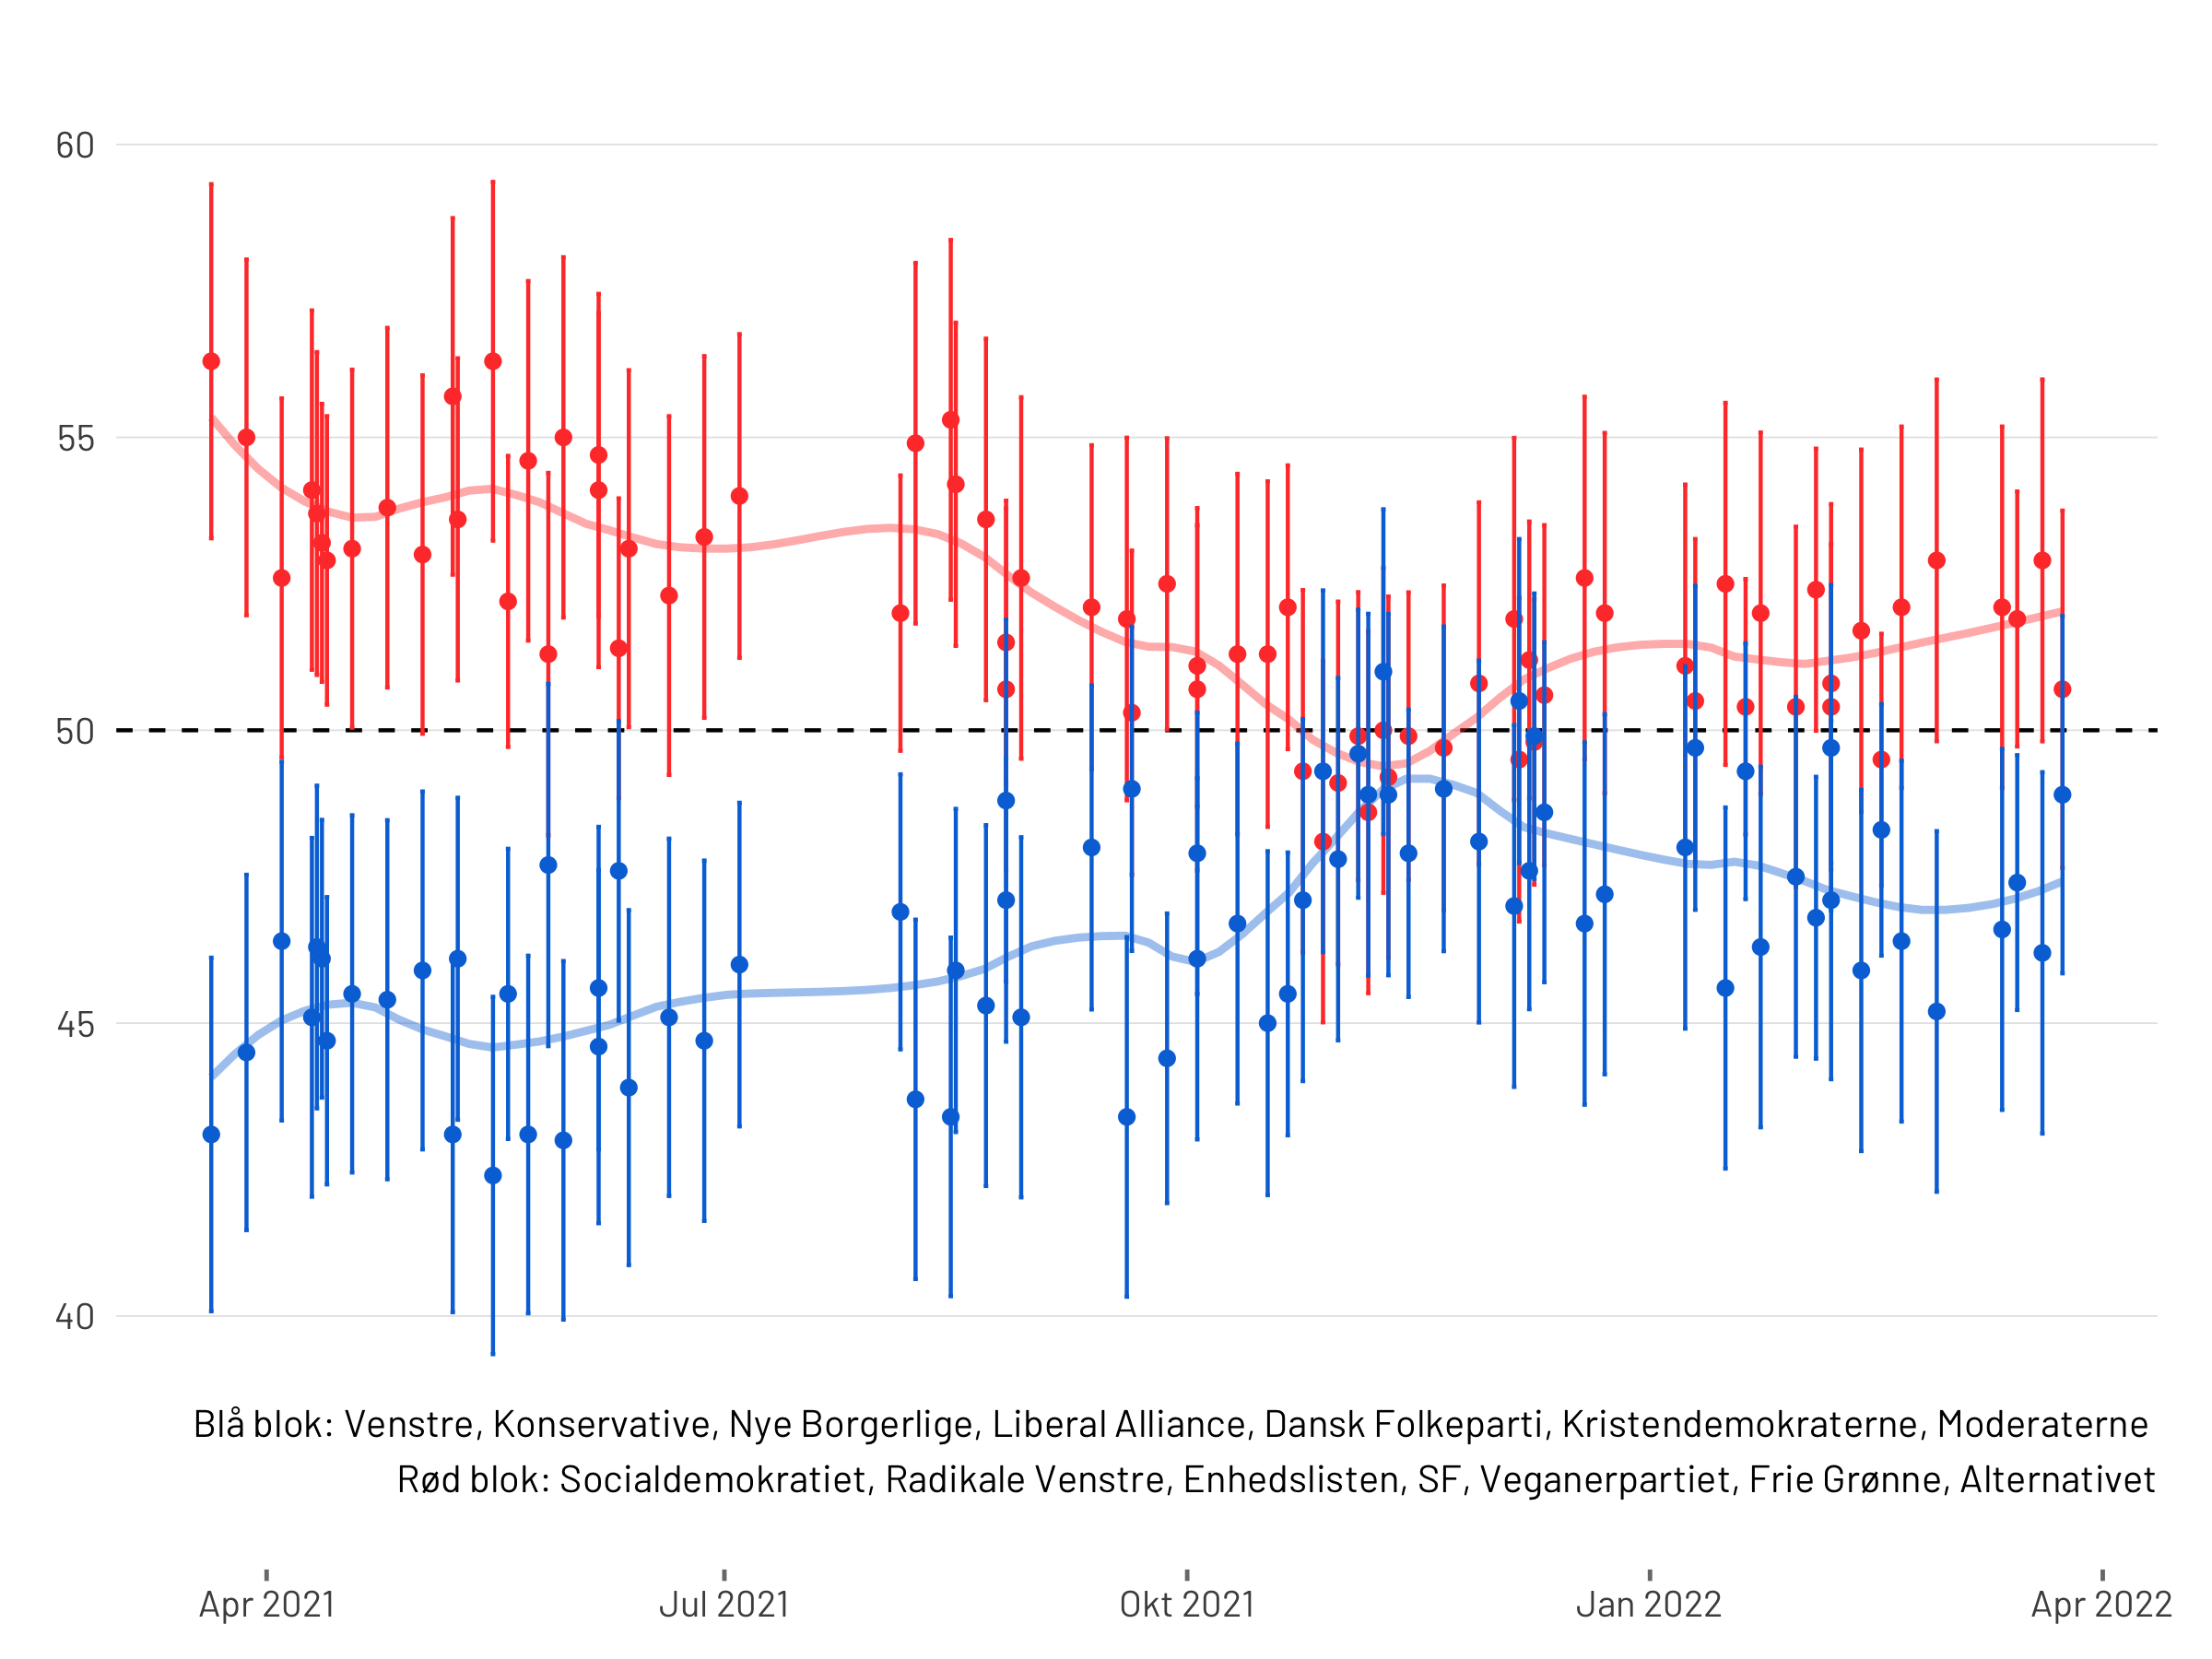 60
55
50
45
40
Blå blok: Venstre, Konservative, Nye Borgerlige, Liberal Alliance, Dansk Folkeparti, Kristendemokraterne, Moderaterne
Rød blok: Socialdemokratiet, Radikale Venstre, Enhedslisten, SF, Veganerpartiet, Frie Grønne, Alternativet
Apr 2021 Jul 2021 Okt 2021 Jan 2022 Apr 2022